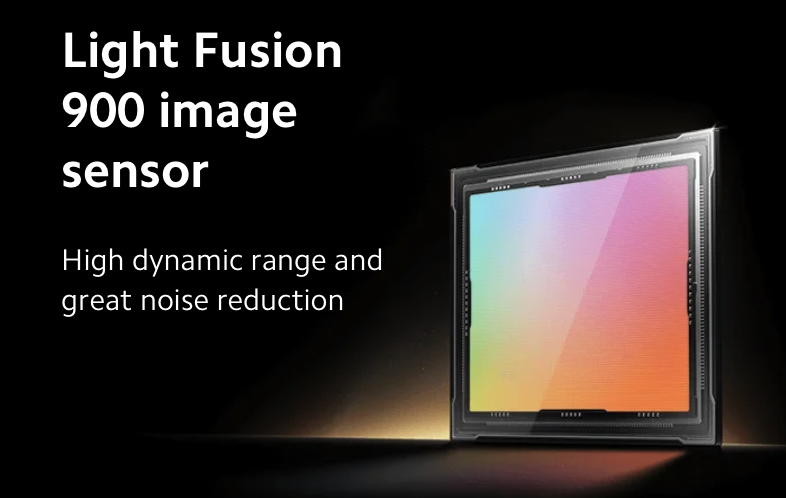 Light Fusion
900 image
sensor
High dynamic range and
great noise reduction